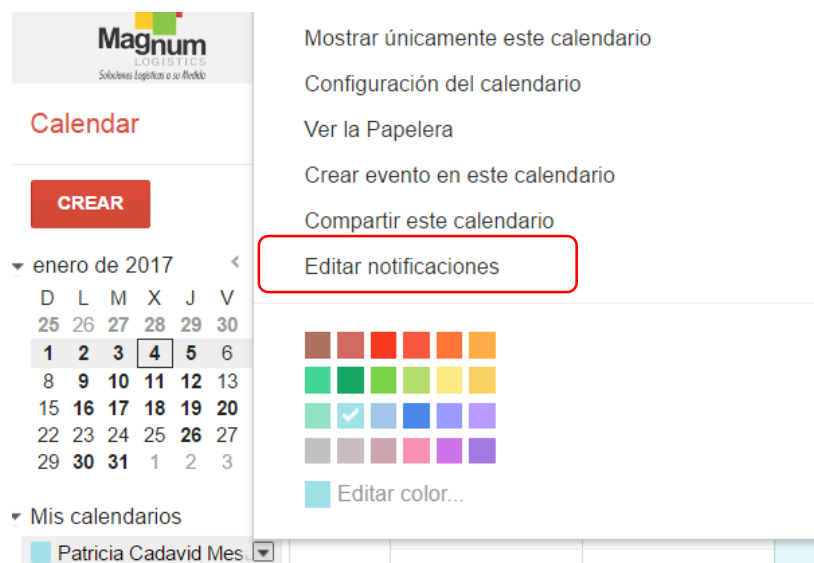 Magnum
LOGISTICS
Soluciones Logísticas a su Medida
Calendar
CREAR
enero de 2017
D L M X J V
25 26 27 28 29 30
1 2 3 4 5 6
8 9 10 11 12 13
15 16 17 18 19 20
22 23 24 25 26 27
29 30 31 1 2 3
Mis calendarios
Patricia Cadavid Mes
Mostrar únicamente este calendario
Configuración del calendario
Ver la Papelera
Crear evento en este calendario
Compartir este calendario
Editar notificaciones
Editar color...